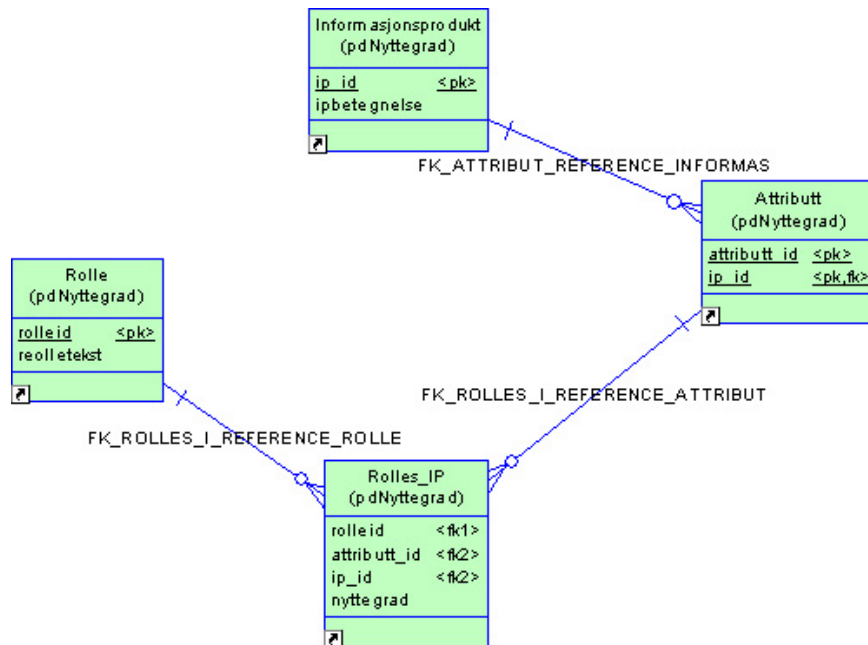 Informasjonsprodukt
(pdNyttegrad)
ip_id <pk>
ipbetegnelse
FK_ATTRIBUT_REFERENCE_INFORMAS
Attributt
(pdNyttegrad)
attributt_id <pk>
ip_id <pk,fk>
Rolle
(pdNyttegrad)
rolleid <pk>
reolletekst
FK_ROLLES_I_REFERENCE_ATTRIBUT
FK_ROLLES_I_REFERENCE_ROLLE
Rolles_IP
(pdNyttegrad)
rolleid <fk1>
attributt_id <fk2>
ip_id <fk2>
nyttegrad